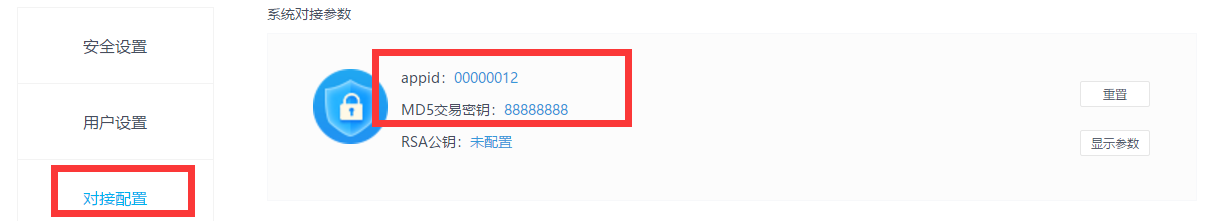 系统对接参数
安全设置
用户设置
对接配置
appid：00000012
MD5交易密钥：88888888
RSA公钥：未配置
重置
显示参数